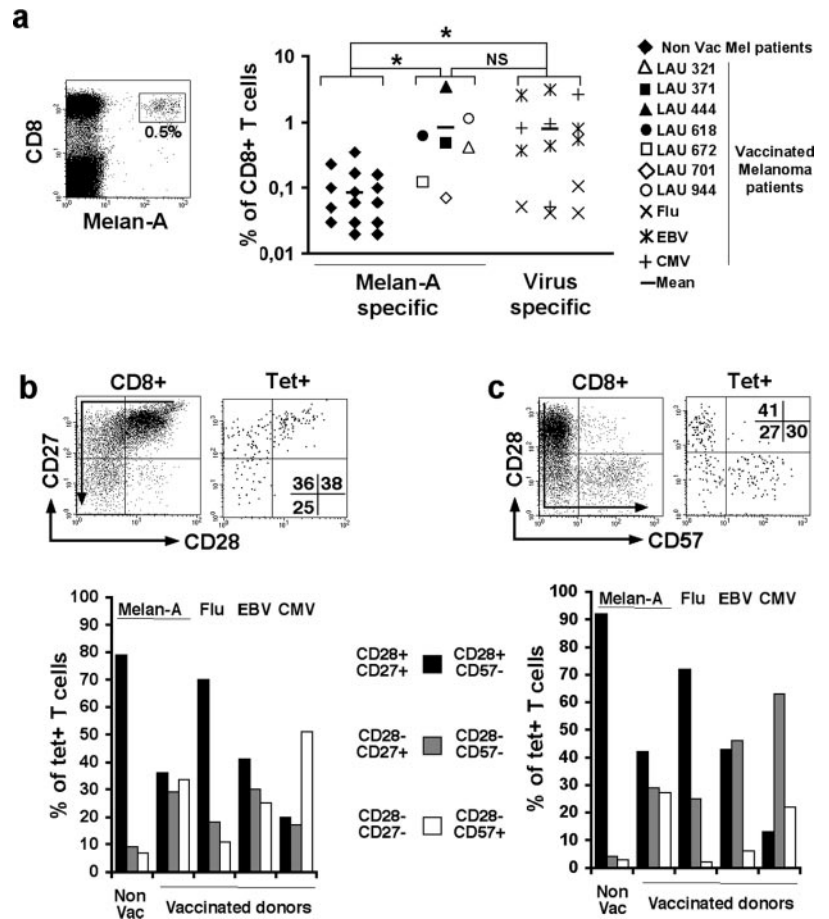 a
CD8
10⁰ 10¹ 10² 10³
0.5%
Melan-A
% of CD8+ T cells
10
1
0,1
0,01
*
*
NS
Melan-A
specific
Virus
specific
Non Vac Mel patients
LAU 321
LAU 371
LAU 444
LAU 618
LAU 672
LAU 701
LAU 944
Flu
EBV
CMV
Mean
Vaccinated
Melanoma
patients
b
CD8+
Tet+
CD27
CD28
36 38
25
c
CD8+
Tet+
CD28
CD57
41
27 30
% of tet+ T cells
100
90
80
70
60
50
40
30
20
10
0
Melan-A Flu EBV CMV
Non
Vac
Vaccinated donors
CD28+
CD27+
CD28+
CD57-
CD28-
CD27+
CD28-
CD57-
CD28-
CD27-
CD28-
CD57+
% of tet+ T cells
100
90
80
70
60
50
40
30
20
10
0
Melan-A Flu EBV CMV
Non
Vac
Vaccinated donors